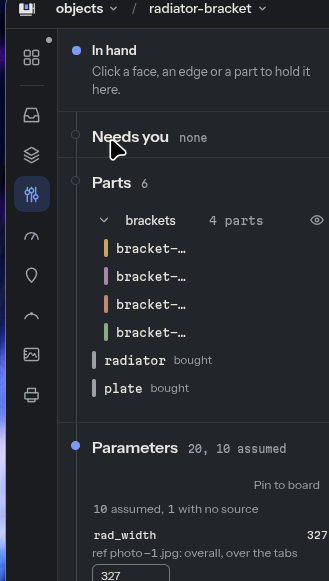 objects / radiator-bracket
In hand
Click a face, an edge or a part to hold it
here.
Needs you none
Parts 6
brackets 4 parts
bracket-…
bracket-…
bracket-…
bracket-…
radiator bought
plate bought
Parameters 20, 10 assumed
Pin to board
10 assumed, 1 with no source
rad_width 327
ref photo-1.jpg: overall, over the tabs
327